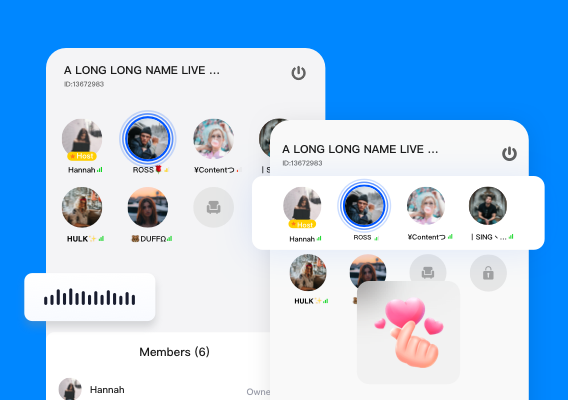 A LONG LONG NAME LIVE ...
ID:13672983
Host
Hannah
ROSS🌹
¥Contentつ
HULK✨
🐻DUFFΩ
Members (6)
Hannah
A LONG LONG NAME LIVE ...
ID:13672983
Host
Hannah
ROSS
¥Contentつ
| SING丶...
HULK✨